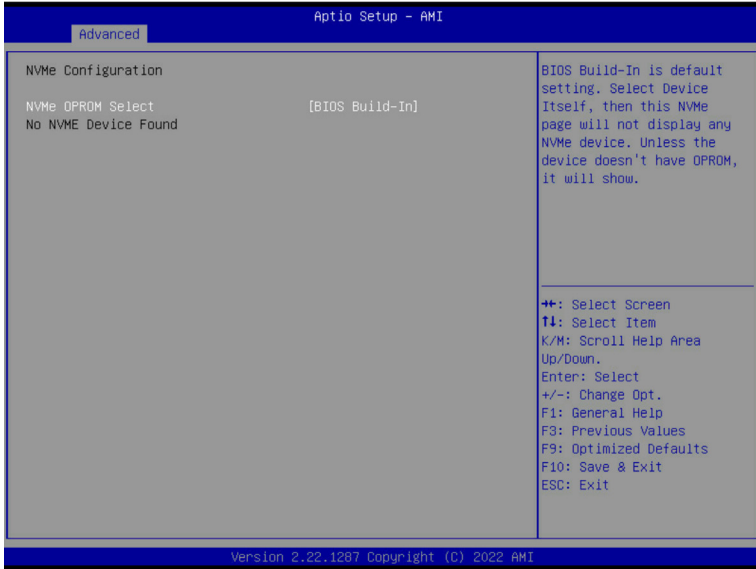 Aptio Setup – AMI
Advanced
NVMe Configuration
NVMe OPROM Select [BIOS Build-In]
No NVME Device Found
BIOS Build-In is default
setting. Select Device
Itself, then this NVMe
page will not display any
NVMe device. Unless the
device doesn't have OPROM,
it will show.
→←: Select Screen
↑↓: Select Item
K/M: Scroll Help Area
Up/Down.
Enter: Select
+/-: Change Opt.
F1: General Help
F3: Previous Values
F9: Optimized Defaults
F10: Save & Exit
ESC: Exit
Version 2.22.1287 Copyright (C) 2022 AMI